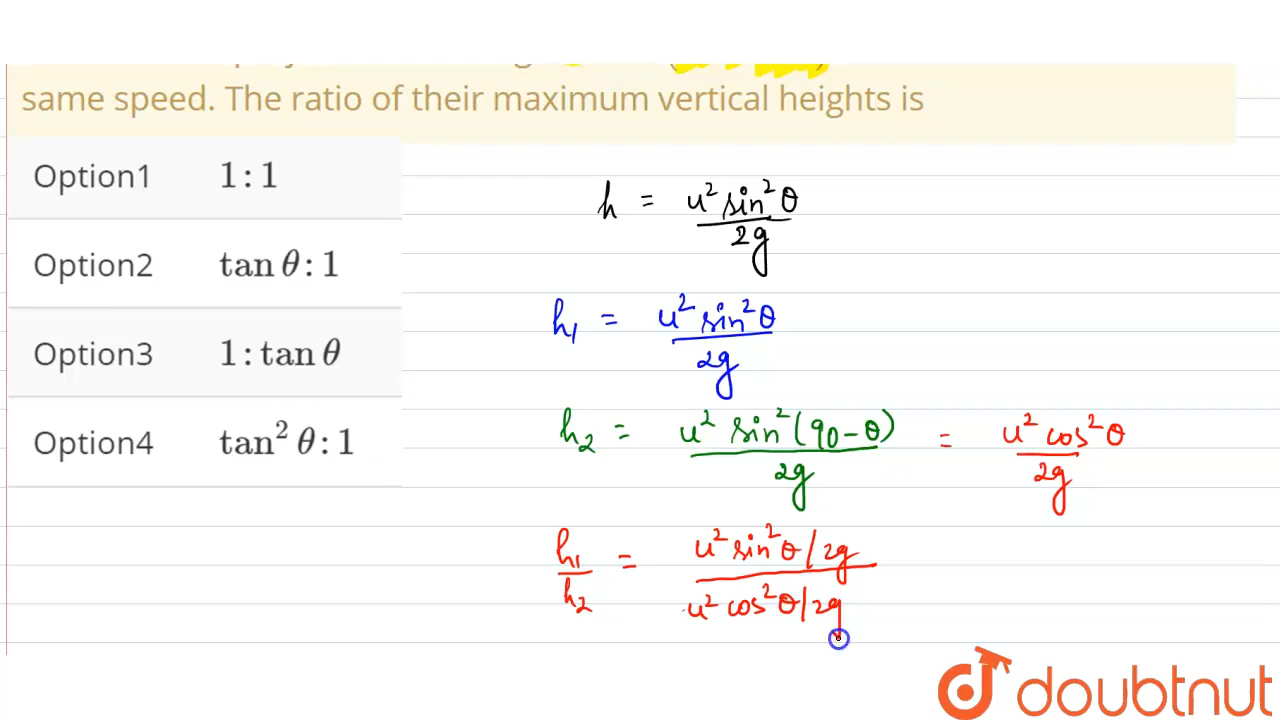 same speed. The ratio of their maximum vertical heights is
Option1 1 : 1
Option2 tan θ : 1
Option3 1 : tan θ
Option4 tan² θ : 1
h = u² sin² θ / 2g
h₁ = u² sin² θ / 2g
h₂ = u² sin² (90 − θ) / 2g = u² cos² θ / 2g
h₁ / h₂ = u² sin² θ / 2g / u² cos² θ / 2g
doubtnut